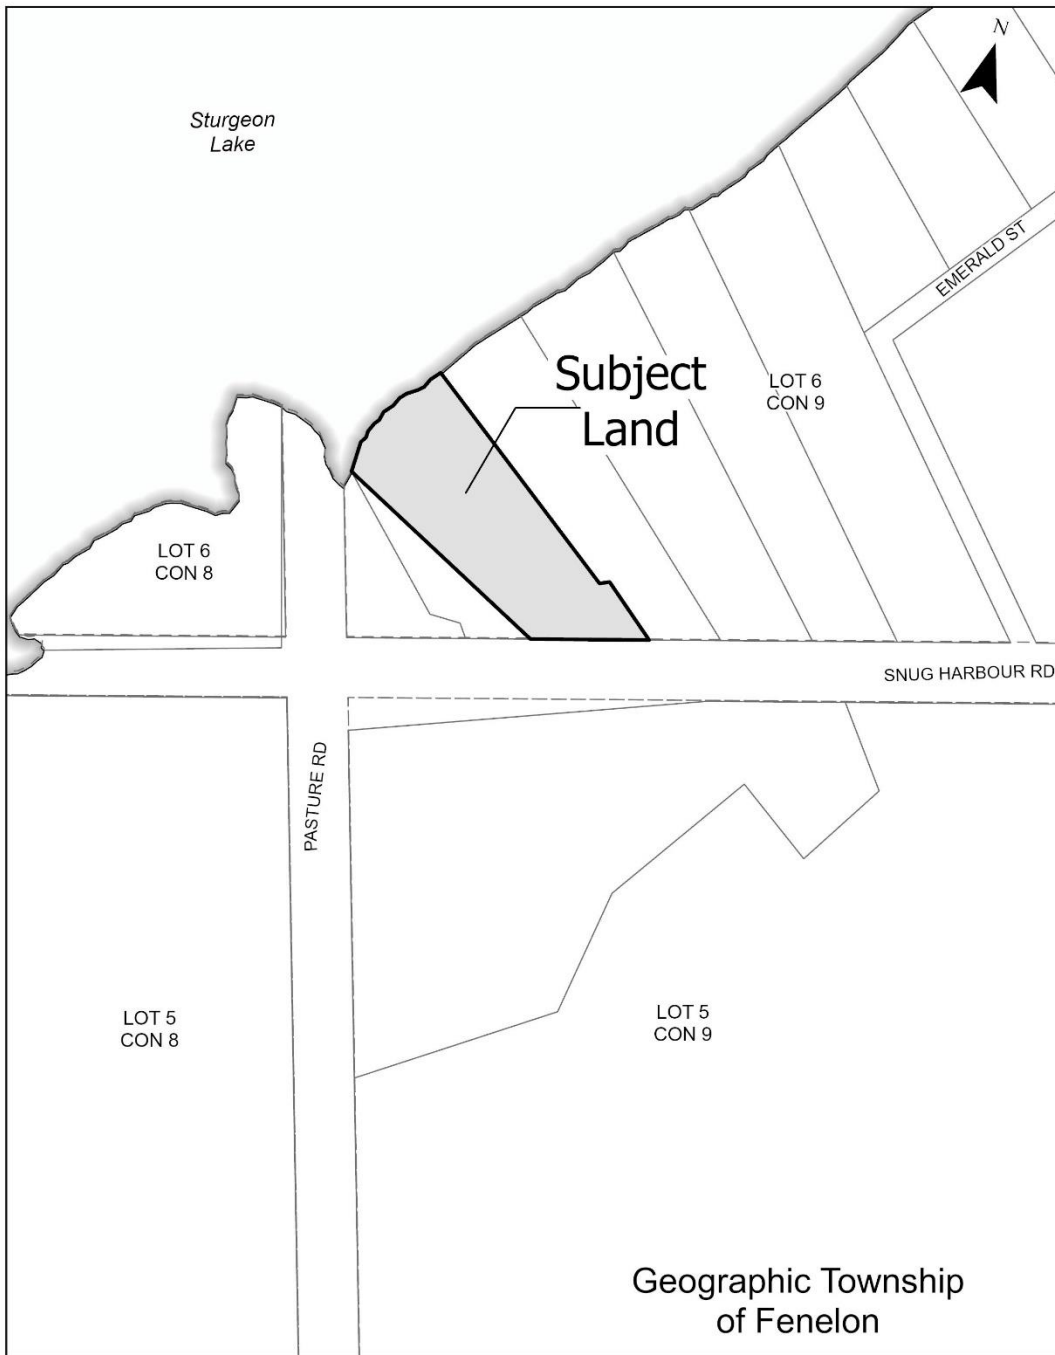 N
Sturgeon
Lake
EMERALD ST
Subject
Land
LOT 6
CON 9
LOT 6
CON 8
SNUG HARBOUR RD
PASTURE RD
LOT 5
CON 8
LOT 5
CON 9
Geographic Township
of Fenelon